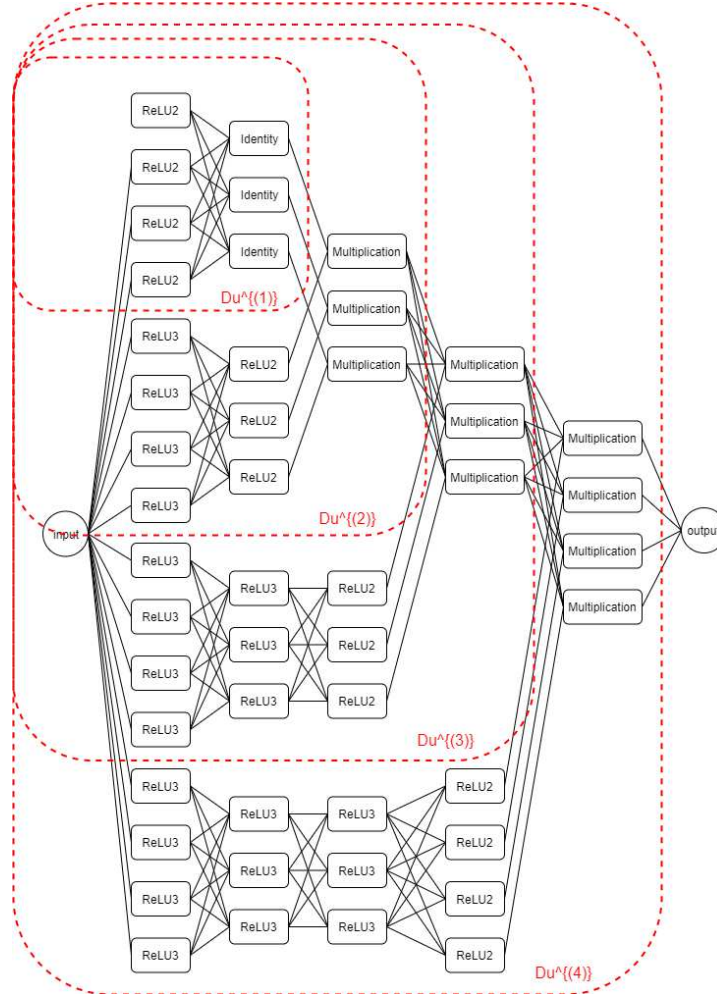 ReLU2
Identity
ReLU2
Identity
ReLU2
Identity
Multiplication
ReLU2
Du^{(1)}
Multiplication
ReLU3
ReLU2
Multiplication
Multiplication
ReLU3
ReLU2
Multiplication
Multiplication
ReLU3
ReLU2
Multiplication
Multiplication
ReLU3
Du^{(2)}
input
output
ReLU3
Multiplication
ReLU3
ReLU2
Multiplication
ReLU3
ReLU3
ReLU2
ReLU3
ReLU3
ReLU2
ReLU3
Du^{(3)}
ReLU3
ReLU2
ReLU3
ReLU3
ReLU3
ReLU2
ReLU3
ReLU3
ReLU3
ReLU2
ReLU3
ReLU3
ReLU3
ReLU2
Du^{(4)}